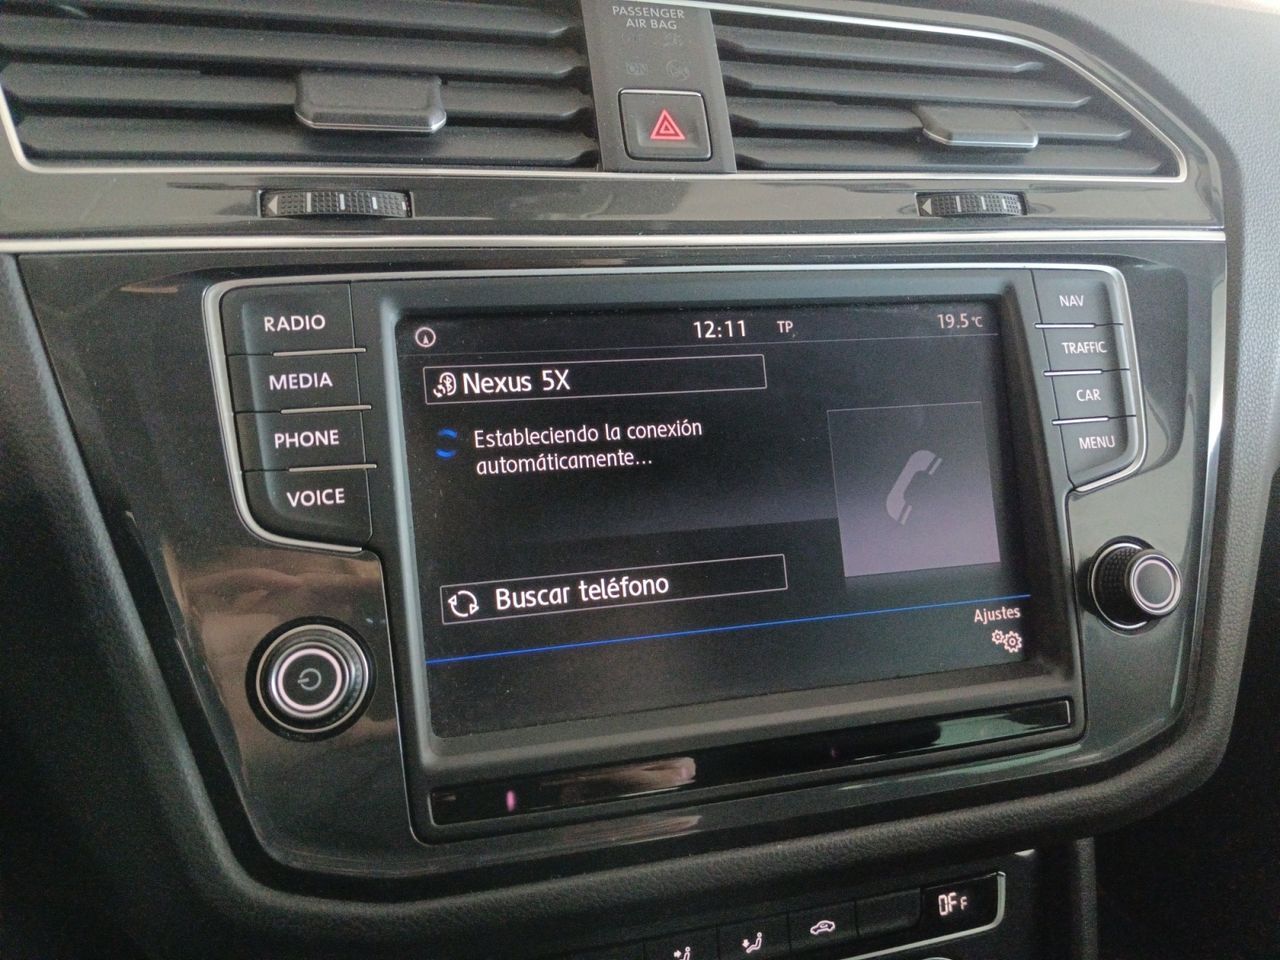 PASSENGER
AIR BAG
RADIO
MEDIA
PHONE
VOICE
12:11 TP 19.5°C
Nexus 5X
Estableciendo la conexión
automáticamente...
Buscar teléfono
Ajustes
NAV
TRAFFIC
CAR
MENU
OFF